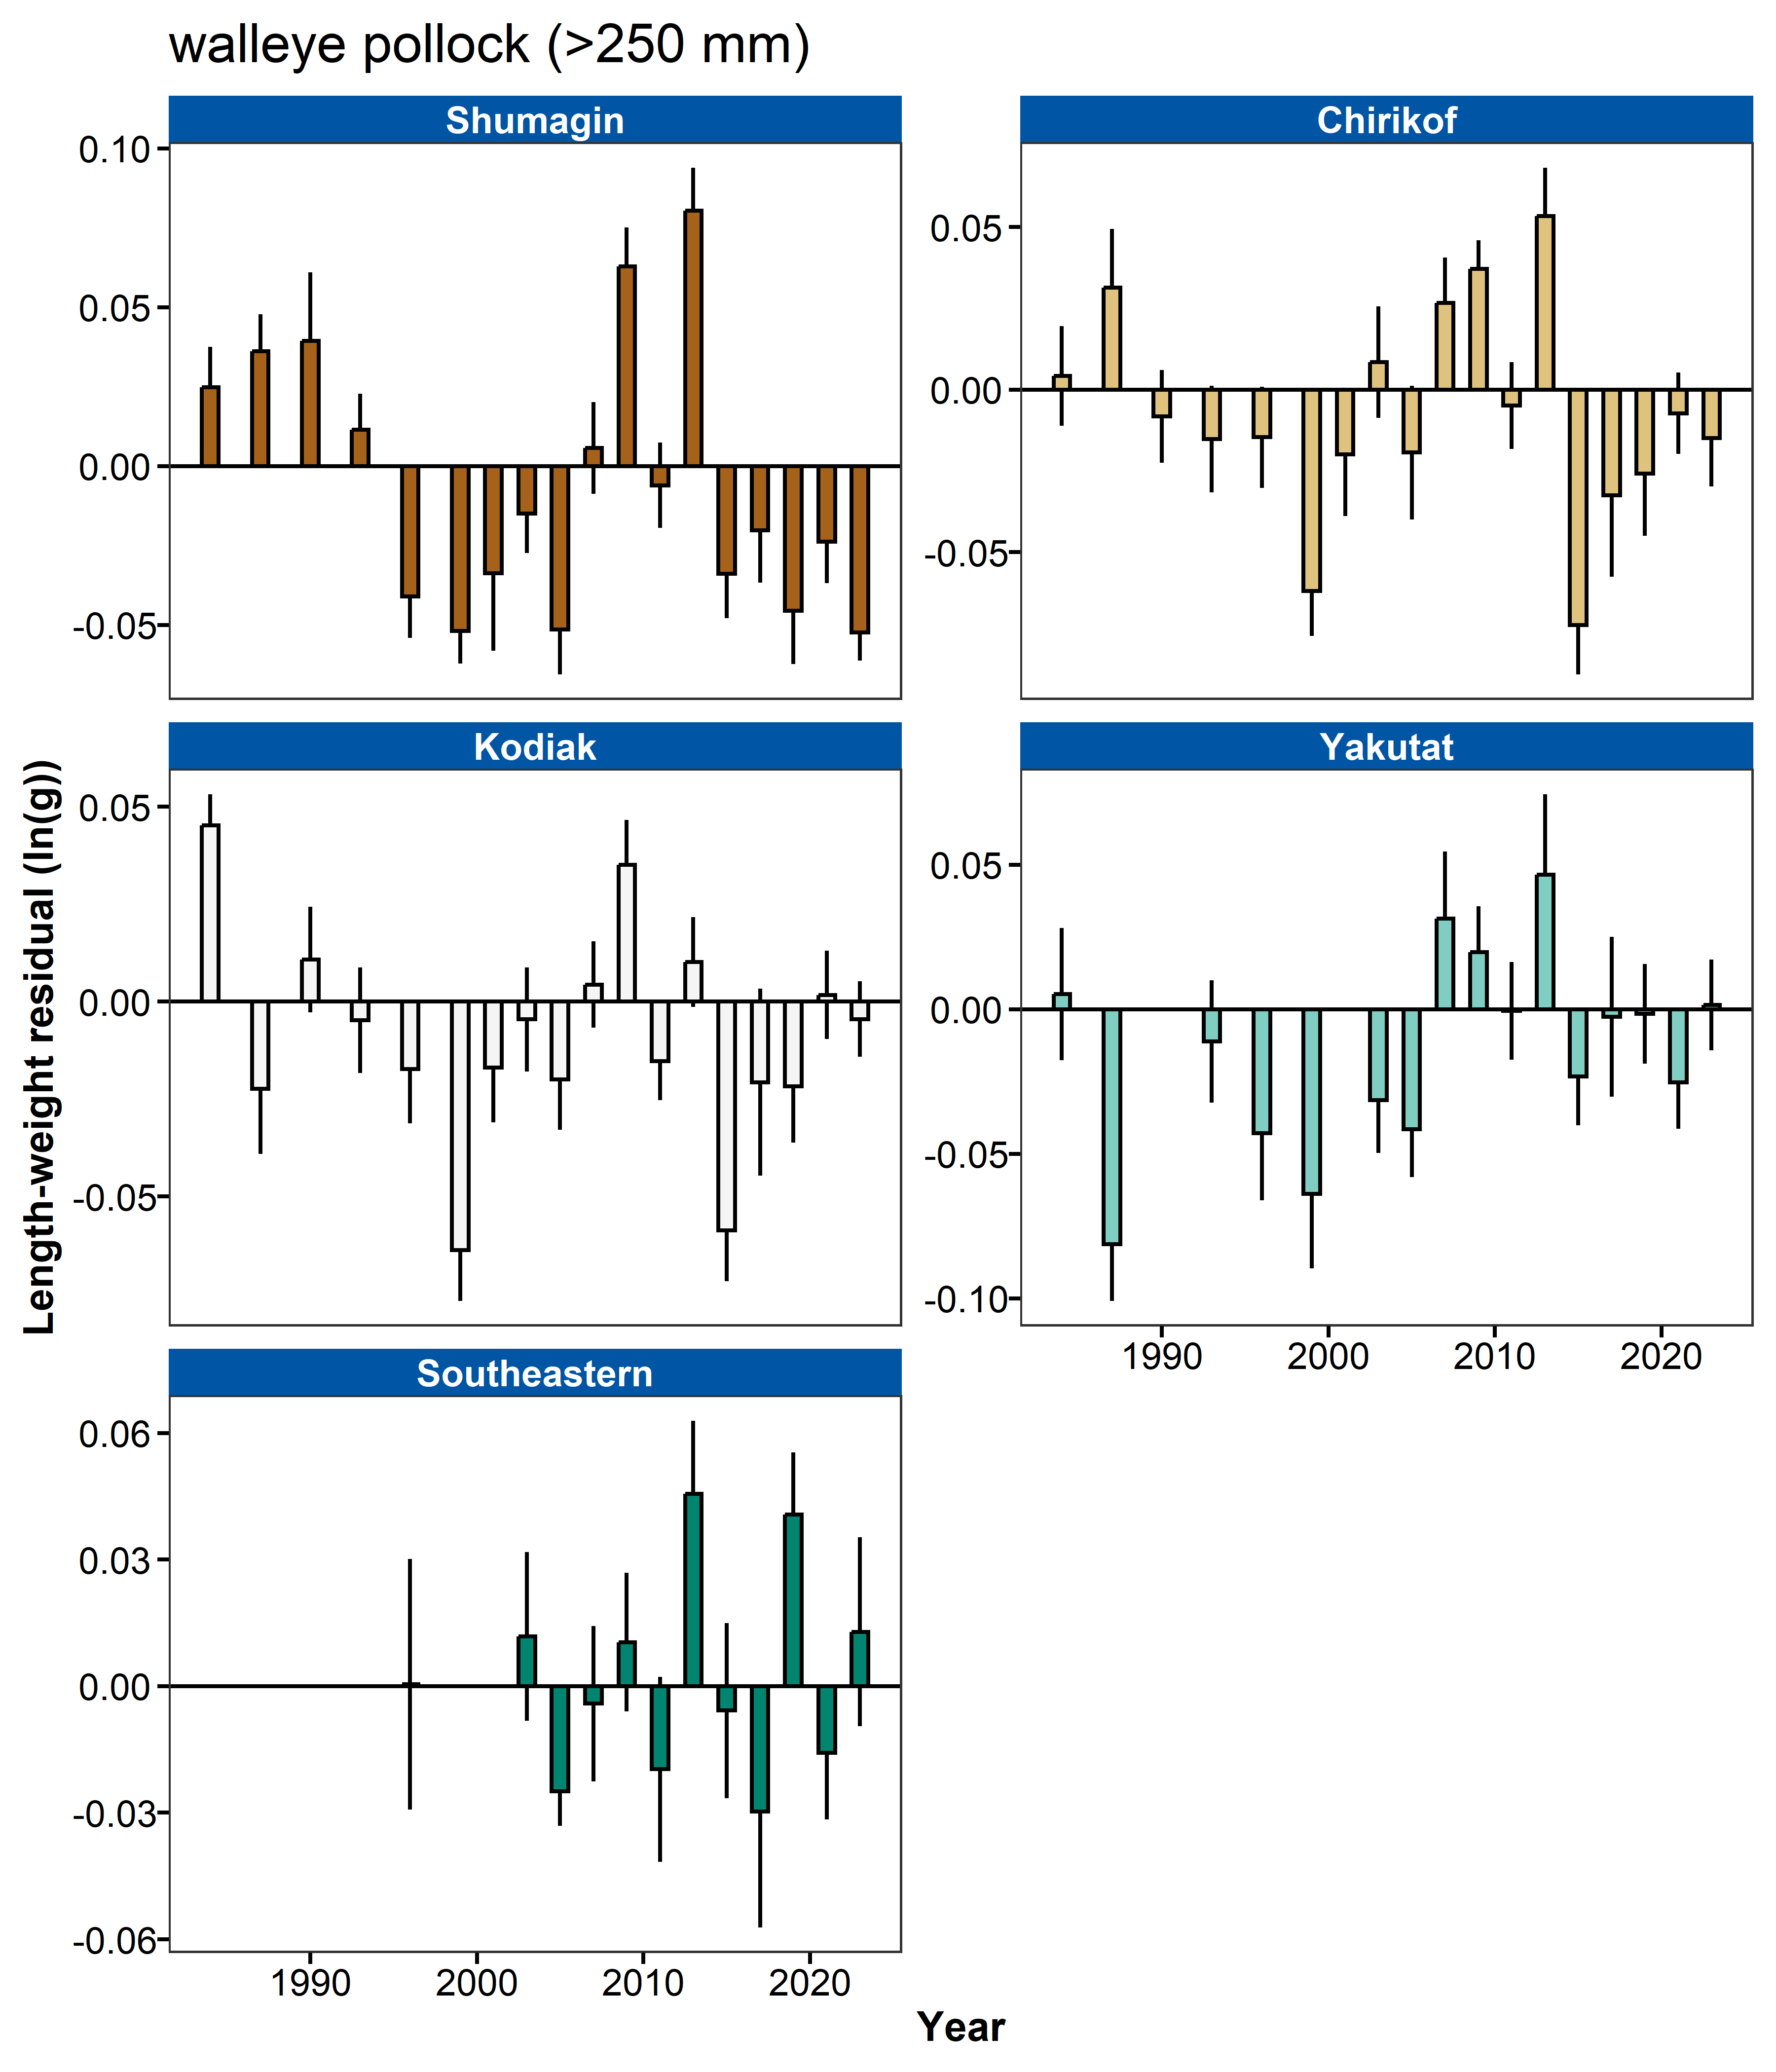 walleye pollock (>250 mm)
Shumagin
0.10
0.05
0.00
-0.05
Chirikof
0.05
0.00
-0.05
Length-weight residual (ln(g))
Kodiak
0.05
0.00
-0.05
Yakutat
0.05
0.00
-0.05
-0.10
1990 2000 2010 2020
Southeastern
0.06
0.03
0.00
-0.03
-0.06
1990 2000 2010 2020
Year